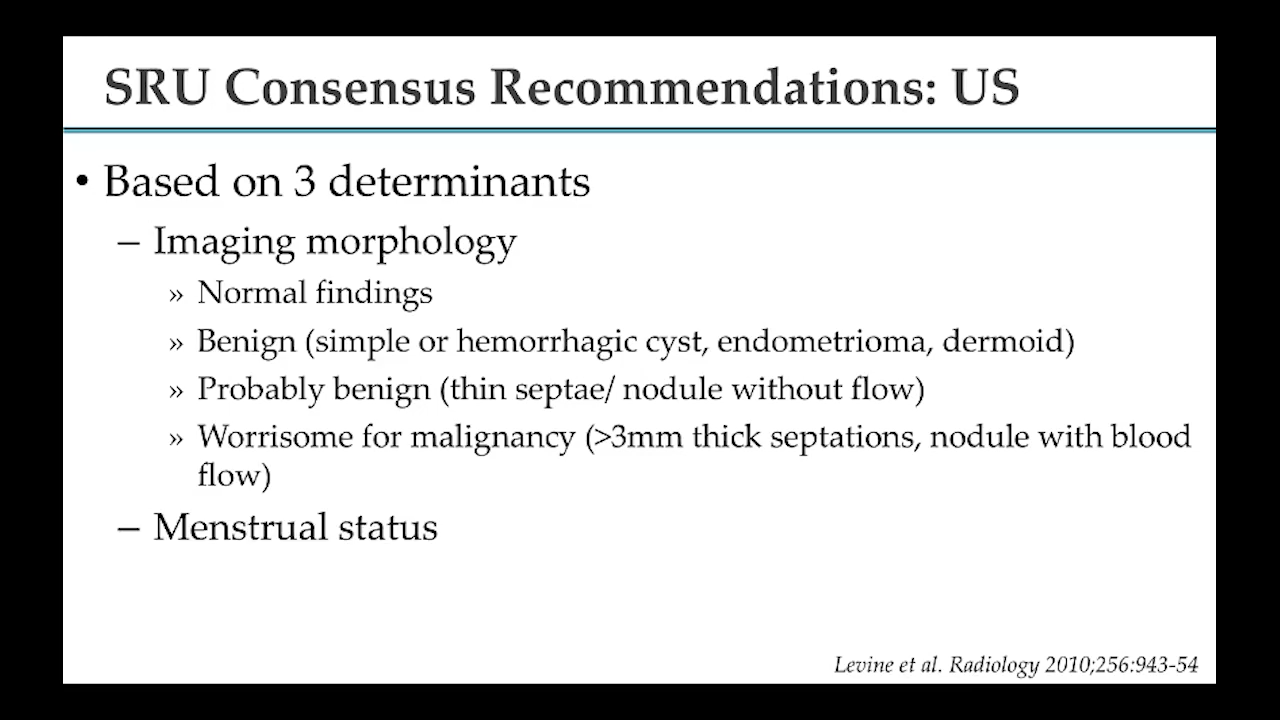 SRU Consensus Recommendations: US
• Based on 3 determinants
– Imaging morphology
» Normal findings
» Benign (simple or hemorrhagic cyst, endometrioma, dermoid)
» Probably benign (thin septae/ nodule without flow)
» Worrisome for malignancy (>3mm thick septations, nodule with blood
flow)
– Menstrual status
Levine et al. Radiology 2010;256:943-54